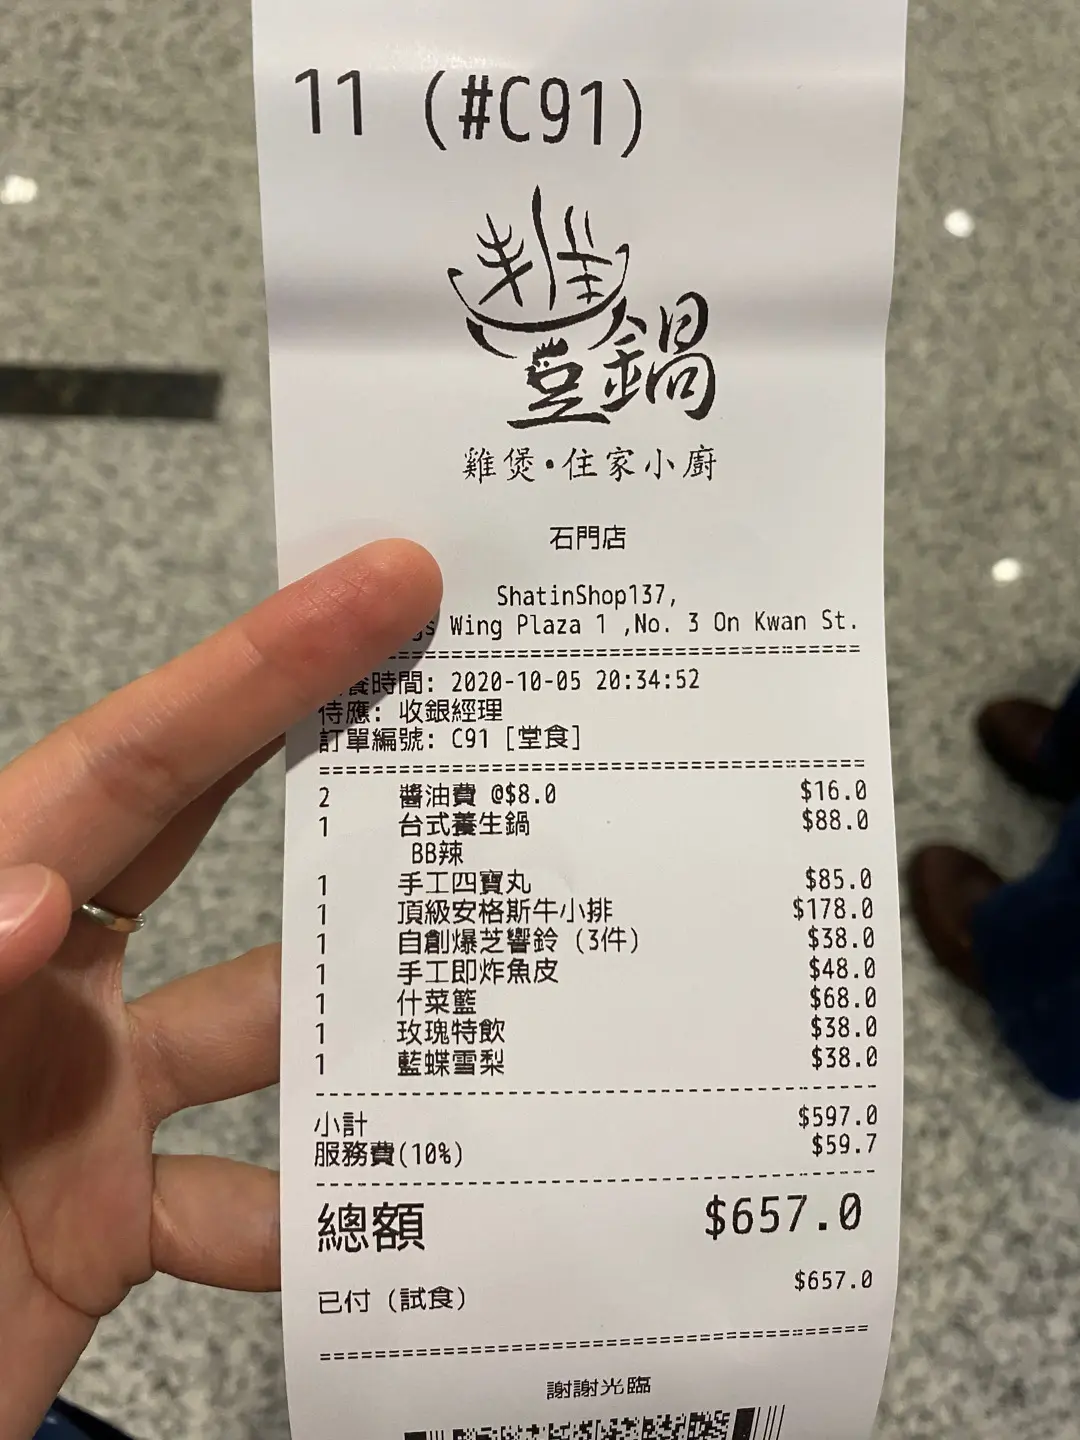 11 (#C91)
豐鍋
雞煲·住家小廚
石門店
ShatinShop137,
Wing Plaza 1 ,No. 3 On Kwan St.
時間: 2020-10-05 20:34:52
侍應: 收銀經理
訂單編號: C91 [堂食]
2 醬油費 @$8.0 $16.0
1 台式養生鍋 $88.0
BB辣
1 手工四寶丸 $85.0
1 頂級安格斯牛小排 $178.0
1 自創爆芝響鈴 (3件) $38.0
1 手工即炸魚皮 $48.0
1 什菜籃 $68.0
1 玫瑰特飲 $38.0
1 藍蝶雪梨 $38.0
小計 $597.0
服務費(10%) $59.7
總額 $657.0
已付 (試食) $657.0
謝謝光臨